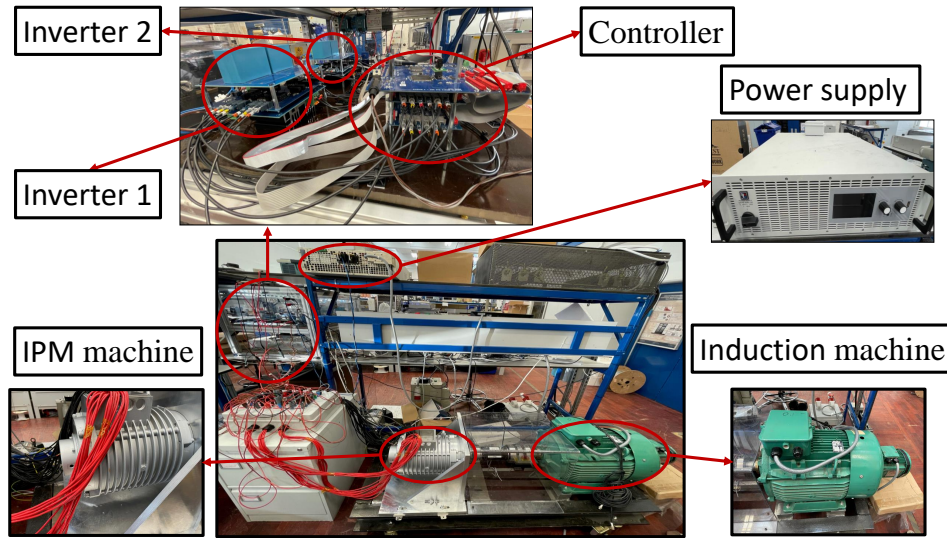 Inverter 2
Controller
Power supply
Inverter 1
IPM machine
Induction machine